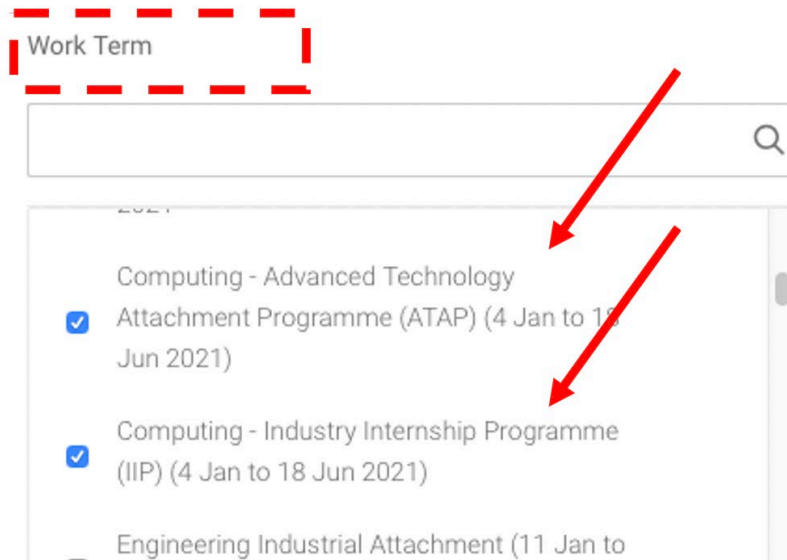 Work Term
Computing - Advanced Technology
Attachment Programme (ATAP) (4 Jan to 18
Jun 2021)
Computing - Industry Internship Programme
(IIP) (4 Jan to 18 Jun 2021)
Engineering Industrial Attachment (11 Jan to